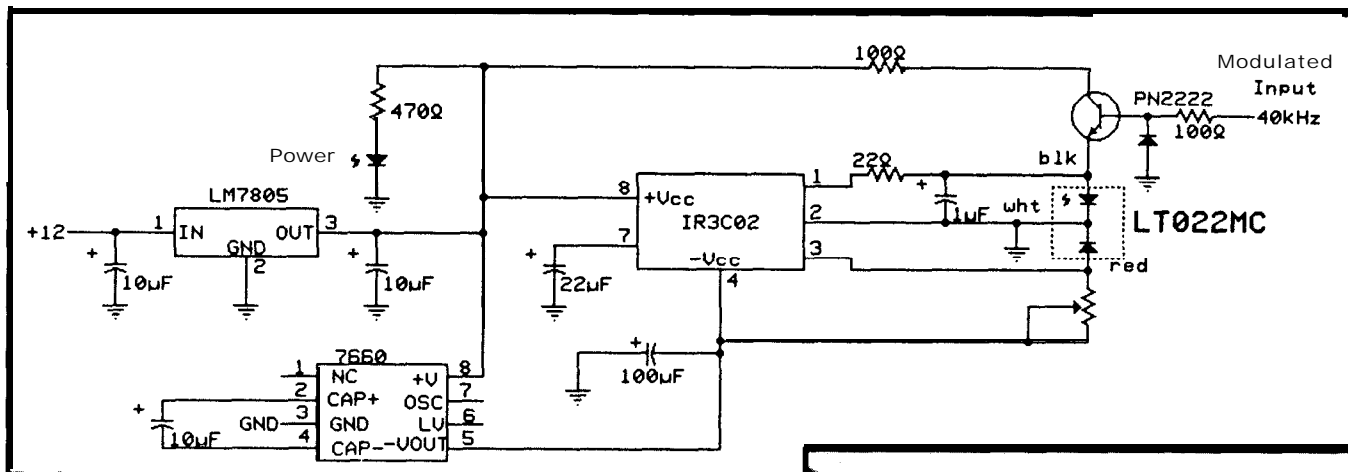 100Ω
Modulated
Input
40kHz
PN2222
100Ω
470Ω
Power
blk
22Ω
1
8
+Vcc
LM7805
+
1μF
wht
LT022MC
IR3C02
2
+12
1
IN
OUT
3
GND
2
7
-Vcc
3
red
+
10μF
+
10μF
+
22μF
4
+
100μF
7660
1
NC
+V
8
2
CAP+
OSC
7
+
10μF
GND
3
GND
LV
6
4
CAP-
-VOUT
5